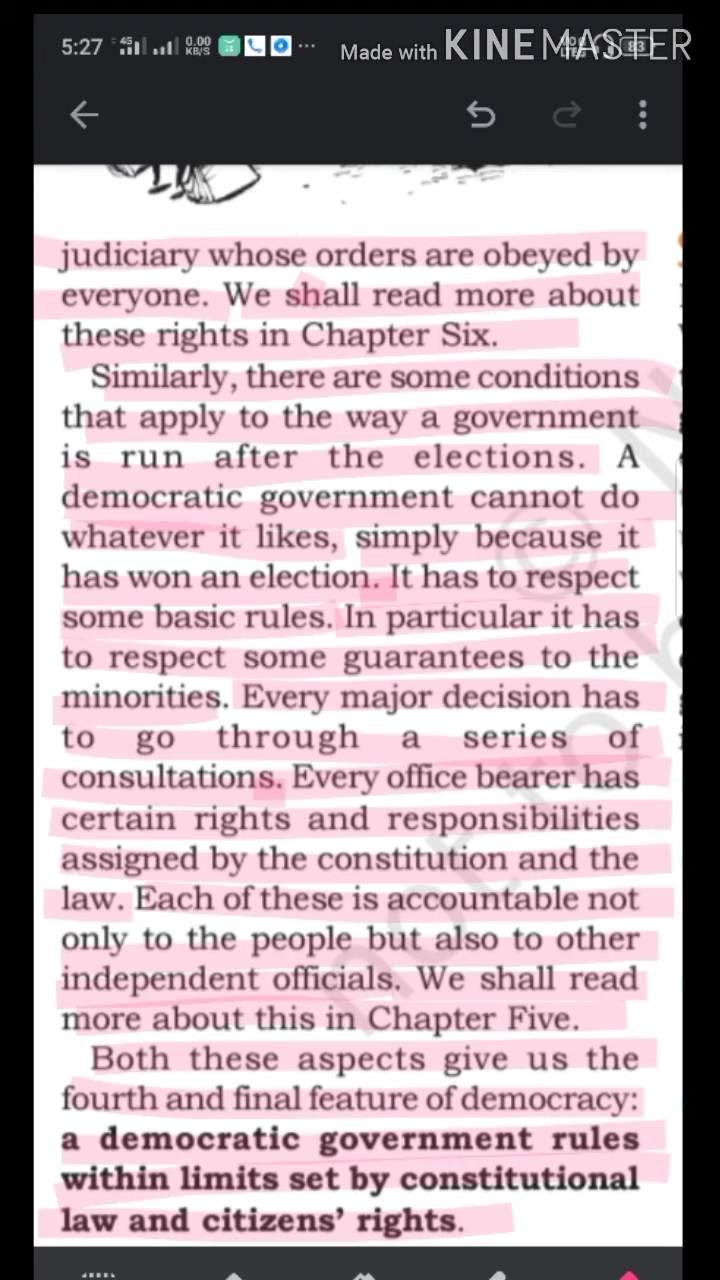 5:27 4G 0.00 KB/S ... Made with KINEMASTER 83
judiciary whose orders are obeyed by
everyone. We shall read more about
these rights in Chapter Six.
Similarly, there are some conditions
that apply to the way a government
is run after the elections. A
democratic government cannot do
whatever it likes, simply because it
has won an election. It has to respect
some basic rules. In particular it has
to respect some guarantees to the
minorities. Every major decision has
to go through a series of
consultations. Every office bearer has
certain rights and responsibilities
assigned by the constitution and the
law. Each of these is accountable not
only to the people but also to other
independent officials. We shall read
more about this in Chapter Five.
Both these aspects give us the
fourth and final feature of democracy:
a democratic government rules
within limits set by constitutional
law and citizens' rights.